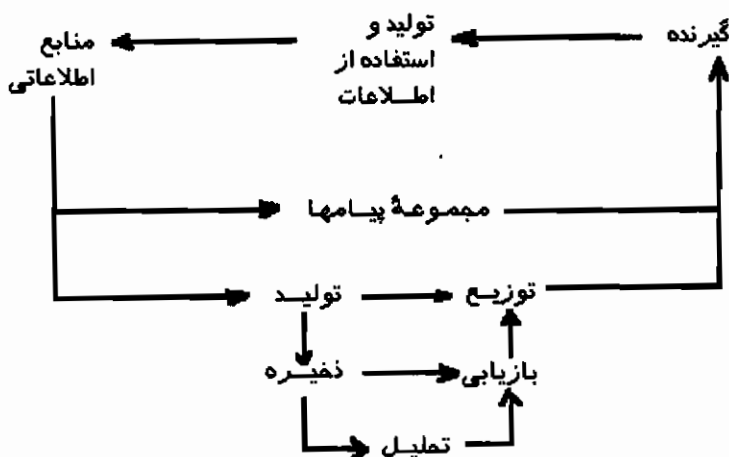 گیرنده
تولید و
استفاده از
اطلاعات
منابع
اطلاعاتی
مجموعهٔ پیامها
تولید
توزیع
ذخیره
بازیابی
تحلیل